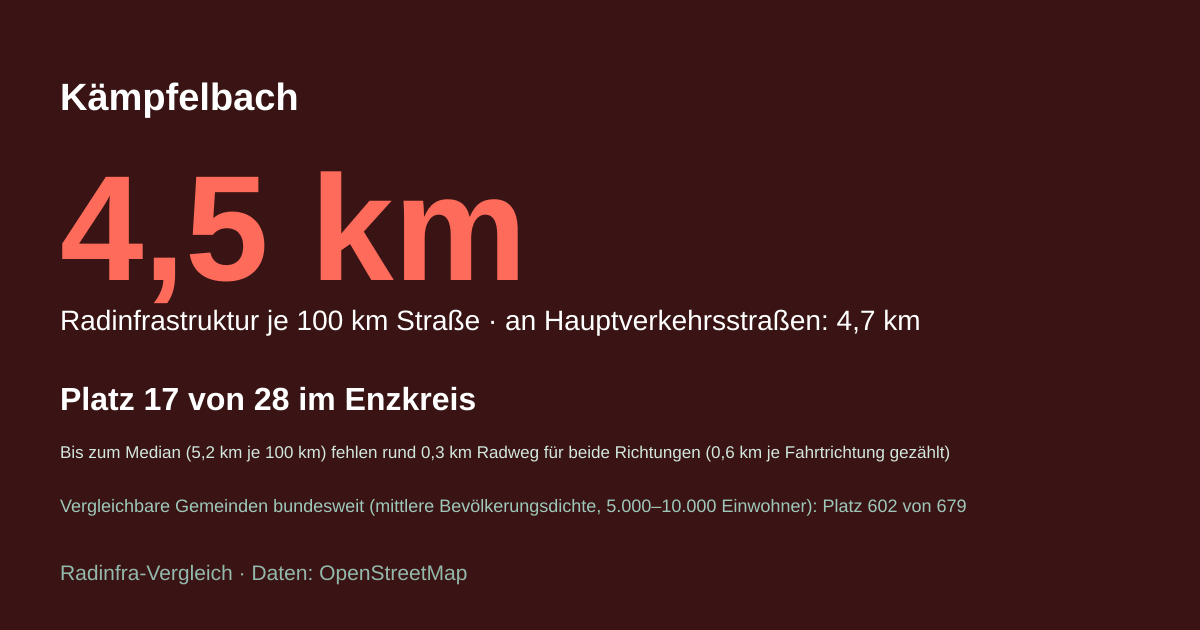 Kämpfelbach
4,5 km
Radinfrastruktur je 100 km Straße · an Hauptverkehrsstraßen: 4,7 km
Platz 17 von 28 im Enzkreis
Bis zum Median (5,2 km je 100 km) fehlen rund 0,3 km Radweg für beide Richtungen (0,6 km je Fahrtrichtung gezählt)
Vergleichbare Gemeinden bundesweit (mittlere Bevölkerungsdichte, 5.000–10.000 Einwohner): Platz 602 von 679
Radinfra-Vergleich · Daten: OpenStreetMap